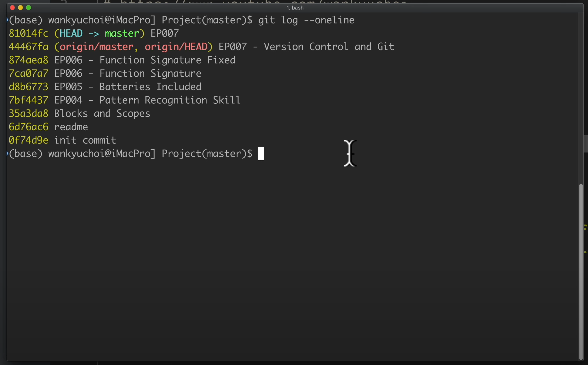 bash
(base) wankyuchoi@iMacPro] Project(master)$ git log --oneline
81014fc (HEAD -> master) EP007
44467fa (origin/master, origin/HEAD) EP007 - Version Control and Git
874aea8 EP006 - Function Signature Fixed
7ca07a7 EP006 - Function Signature
d8b6773 EP005 - Batteries Included
7bf4437 EP004 - Pattern Recognition Skill
35a3da8 Blocks and Scopes
6d76ac6 readme
0f74d9e init commit
(base) wankyuchoi@iMacPro] Project(master)$